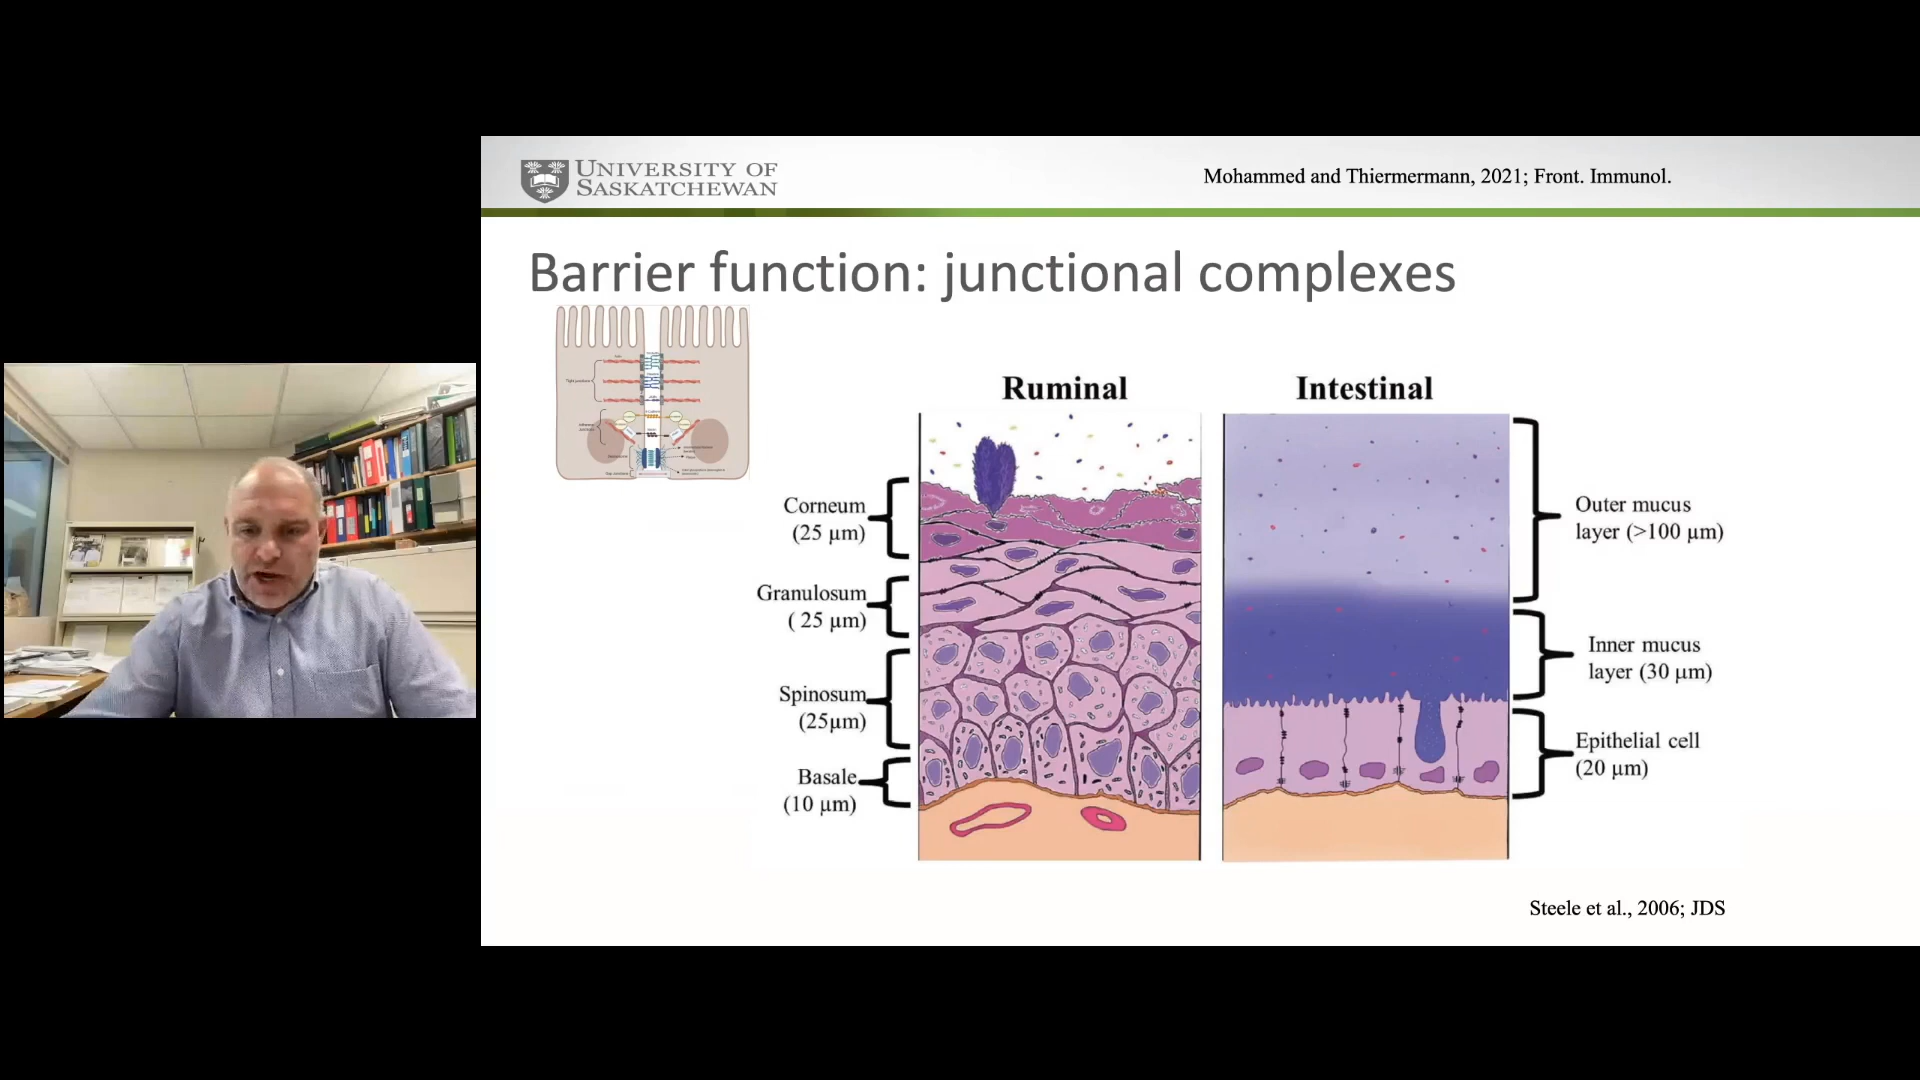 UNIVERSITY OF
SASKATCHEWAN
Mohammed and Thiermermann, 2021; Front. Immunol.
Barrier function: junctional complexes
Ruminal
Intestinal
Corneum
(25 µm)
Granulosum
( 25 µm)
Spinosum
(25µm)
Basale
(10 µm)
Outer mucus
layer (>100 µm)
Inner mucus
layer (30 µm)
Epithelial cell
(20 µm)
Steele et al., 2006; JDS